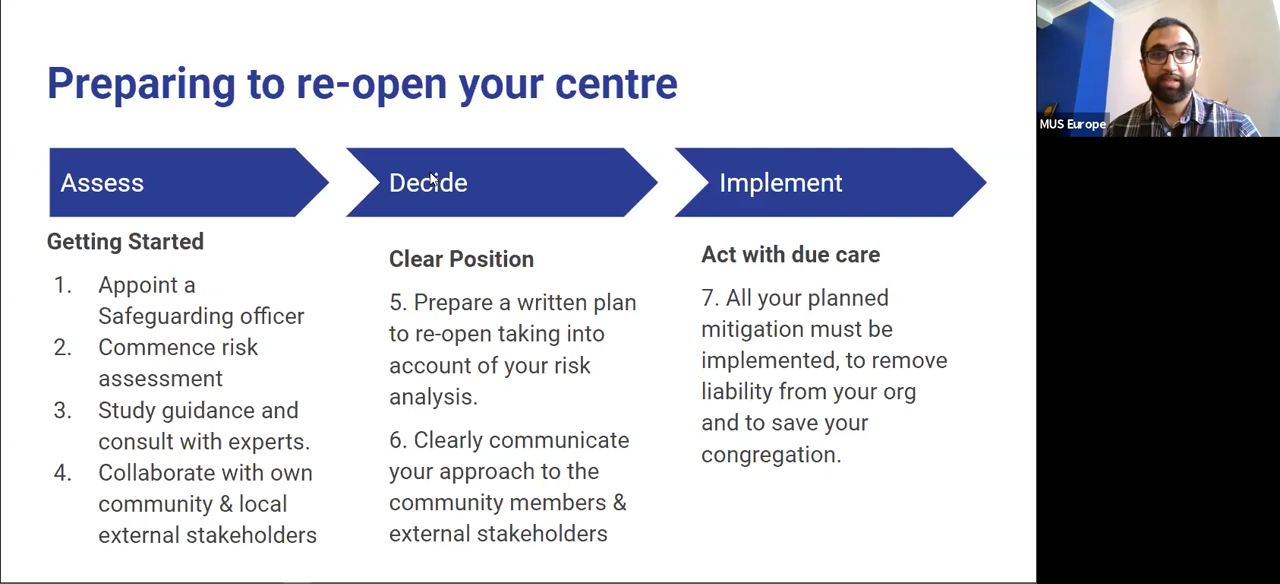 Preparing to re-open your centre
MUS Europe
Assess
Decide
Implement
Getting Started
1. Appoint a
Safeguarding officer
2. Commence risk
assessment
3. Study guidance and
consult with experts.
4. Collaborate with own
community & local
external stakeholders
Clear Position
5. Prepare a written plan
to re-open taking into
account of your risk
analysis.
6. Clearly communicate
your approach to the
community members &
external stakeholders
Act with due care
7. All your planned
mitigation must be
implemented, to remove
liability from your org
and to save your
congregation.